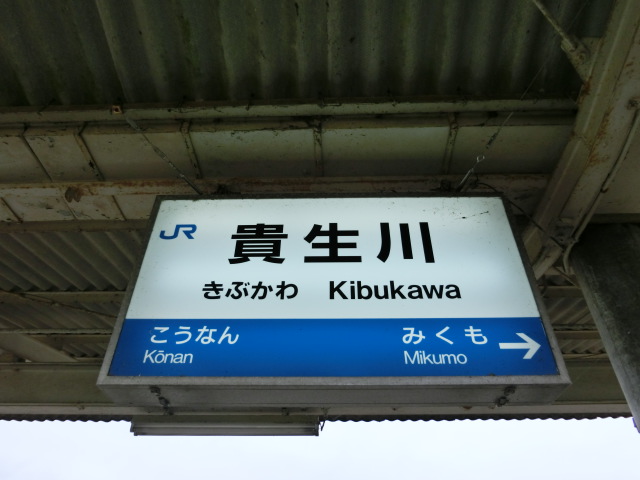 JR 貴生川
きぶかわ Kibukawa
こうなん みくも →
Kōnan Mikumo